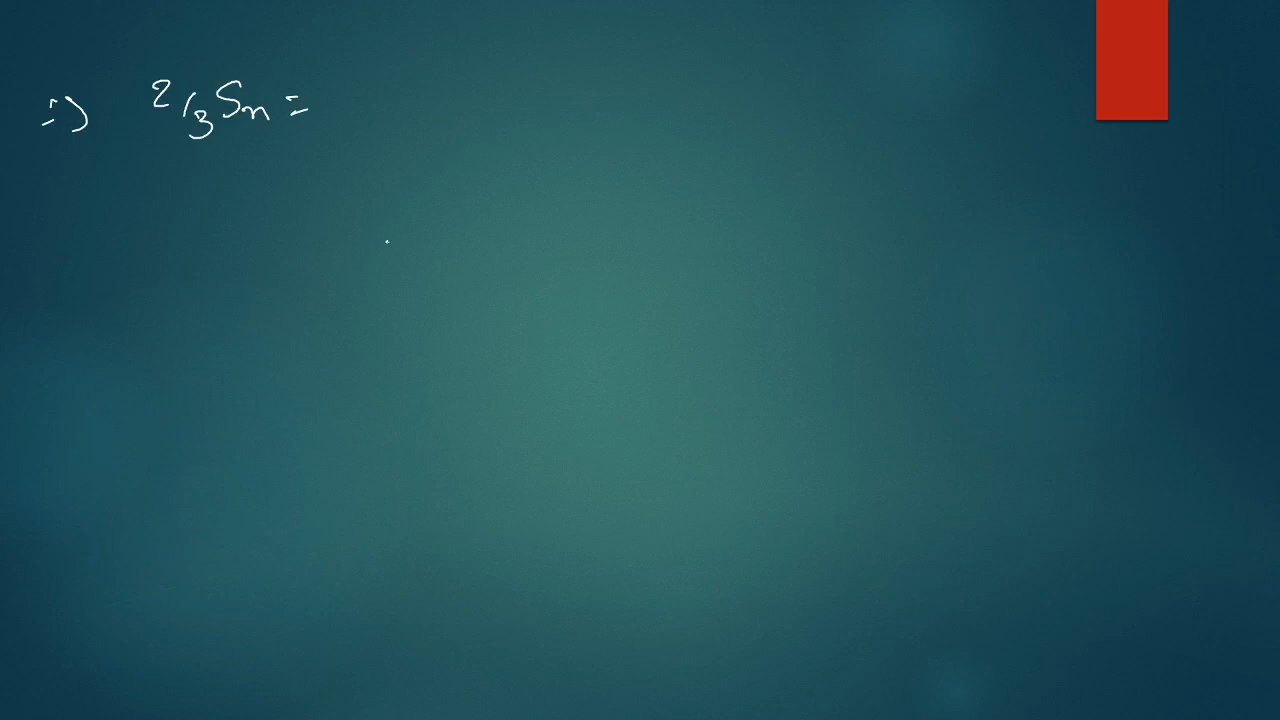 ⇒ 2/3 Sn =